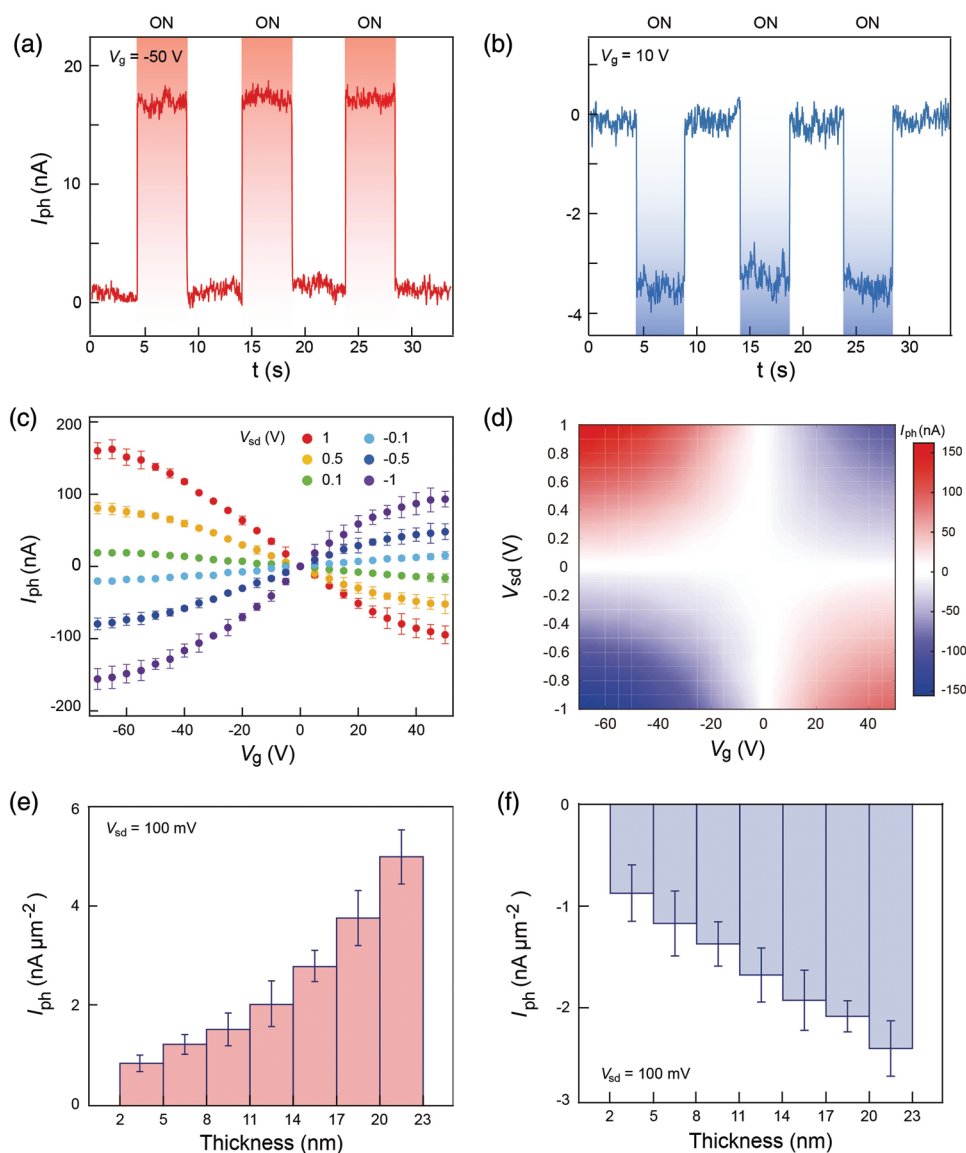 ON ON ON
ON ON ON
(a)
V_g = -50 V
20
10
0
I_ph (nA)
0 5 10 15 20 25 30
t (s)
(b)
V_g = 10 V
0
-2
-4
0 5 10 15 20 25 30
t (s)
(c)
V_sd (V)
1 -0.1
0.5 -0.5
0.1 -1
200
100
0
-100
-200
I_ph (nA)
-60 -40 -20 0 20 40
V_g (V)
(d)
I_ph (nA)
1
0.8
0.6
0.4
0.2
0
-0.2
-0.4
-0.6
-0.8
-1
V_sd (V)
-60 -40 -20 0 20 40
V_g (V)
150
100
50
0
-50
-100
-150
(e)
V_sd = 100 mV
6
4
2
0
I_ph (nA µm⁻²)
2 5 8 11 14 17 20 23
Thickness (nm)
(f)
0
-1
-2
-3
I_ph (nA µm⁻²)
V_sd = 100 mV
2 5 8 11 14 17 20 23
Thickness (nm)